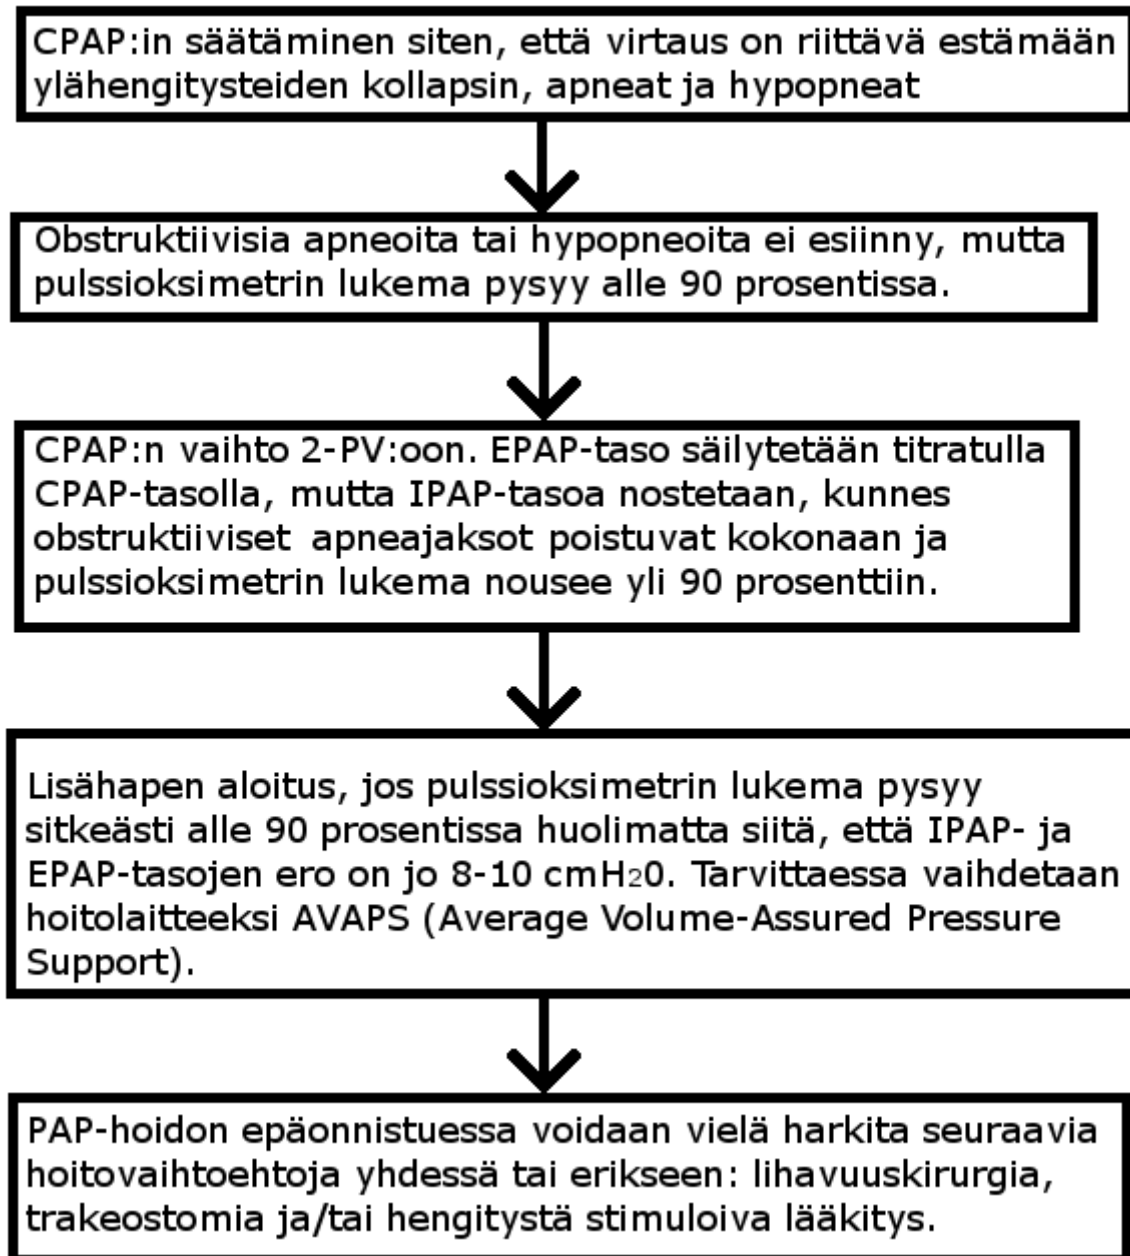 CPAP:in säätäminen siten, että virtaus on riittävä estämään
ylähengitysteiden kollapsin, apneat ja hypopneat
Obstruktiivisia apneoita tai hypopneoita ei esiinny, mutta
pulssioksimetrin lukema pysyy alle 90 prosentissa.
CPAP:n vaihto 2-PV:oon. EPAP-taso säilytetään titratulla
CPAP-tasolla, mutta IPAP-tasoa nostetaan, kunnes
obstruktiiviset apneajaksot poistuvat kokonaan ja
pulssioksimetrin lukema nousee yli 90 prosenttiin.
Lisähapen aloitus, jos pulssioksimetrin lukema pysyy
sitkeästi alle 90 prosentissa huolimatta siitä, että IPAP- ja
EPAP-tasojen ero on jo 8-10 cmH₂0. Tarvittaessa vaihdetaan
hoitolaitteeksi AVAPS (Average Volume-Assured Pressure
Support).
PAP-hoidon epäonnistuessa voidaan vielä harkita seuraavia
hoitovaihtoehtoja yhdessä tai erikseen: lihavuuskirurgia,
trakeostomia ja/tai hengitystä stimuloiva lääkitys.